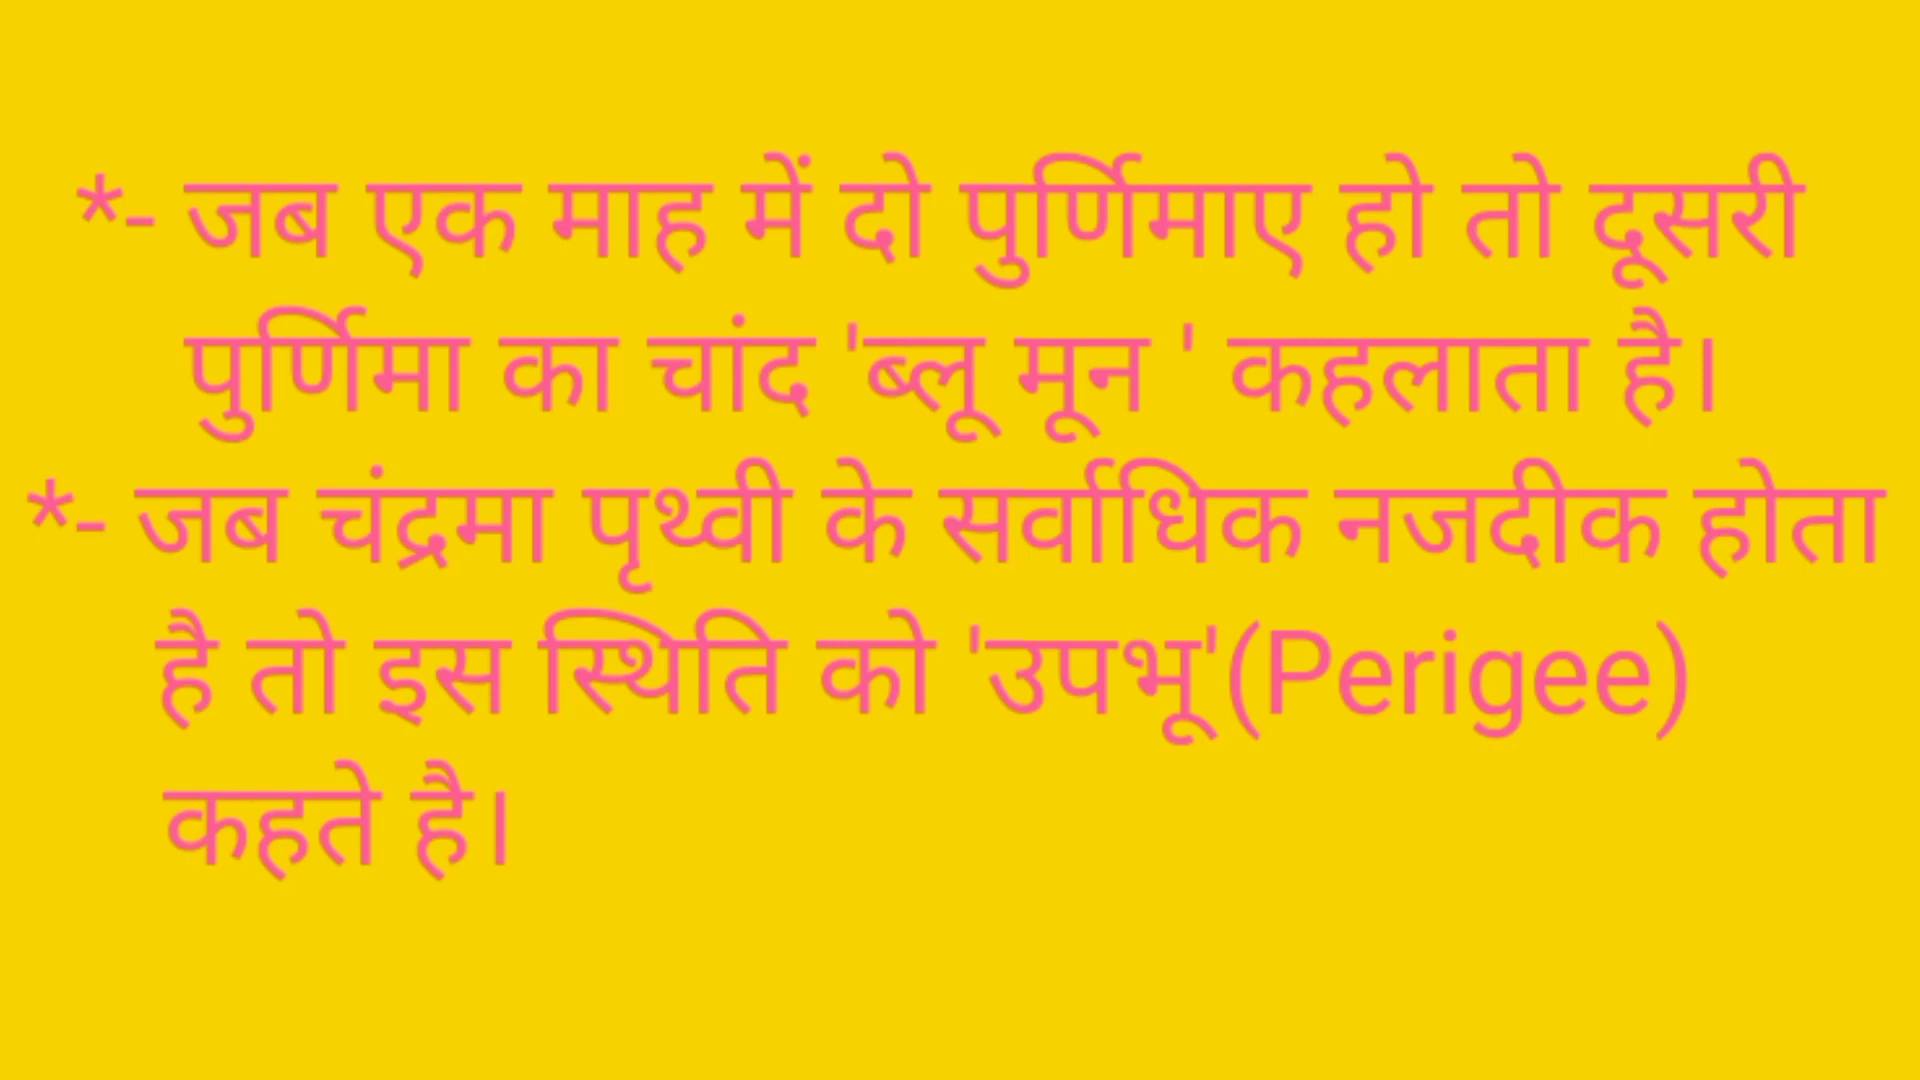 *- जब एक माह में दो पुर्णिमाए हो तो दूसरी
पुर्णिमा का चांद 'ब्लू मून ' कहलाता है।
*- जब चंद्रमा पृथ्वी के सर्वाधिक नजदीक होता
है तो इस स्थिति को 'उपभू'(Perigee)
कहते है।